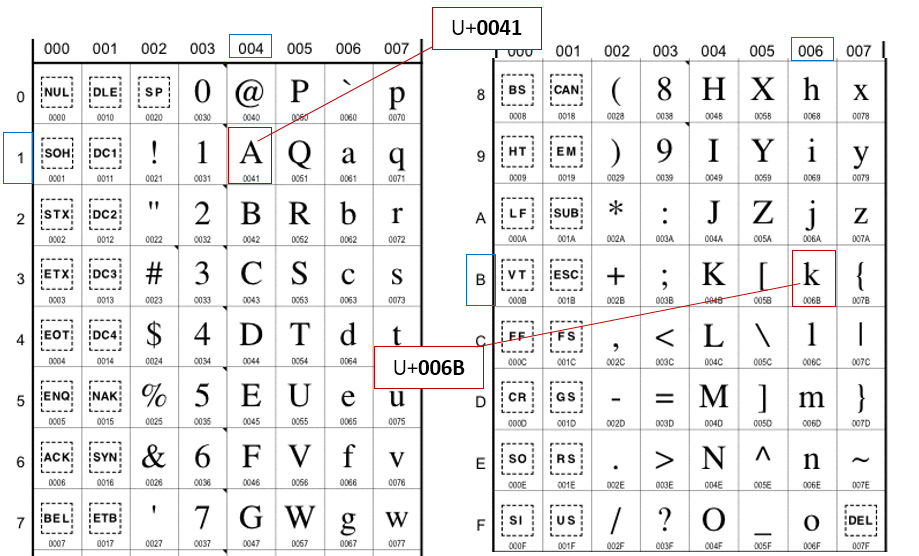 U+0041
000 001 002 003 004 005 006 007
0 NUL DLE SP 0 @ P ` p
0000 0010 0020 0030 0040 0050 0060 0070
1 SOH DC1 ! 1 A Q a q
0001 0011 0021 0031 0041 0051 0061 0071
2 STX DC2 " 2 B R b r
0002 0012 0022 0032 0042 0052 0062 0072
3 ETX DC3 # 3 C S c s
0003 0013 0023 0033 0043 0053 0063 0073
4 EOT DC4 $ 4 D T d t
0004 0014 0024 0034 0044 0054 0064
5 ENQ NAK % 5 E U e u
0005 0015 0025 0035 0045 0055 0065 0075
6 ACK SYN & 6 F V f v
0006 0016 0026 0036 0046 0056 0066 0076
7 BEL ETB ' 7 G W g w
0007 0017 0027 0037 0047 0057 0067 0077
000 001 002 003 004 005 006 007
8 BS CAN ( 8 H X h x
0008 0018 0028 0038 0048 0058 0068 0078
9 HT EM ) 9 I Y i y
0009 0019 0029 0039 0049 0059 0069 0079
A LF SUB * : J Z j z
000A 001A 002A 003A 004A 005A 006A 007A
B VT ESC + ; K [ k {
000B 001B 002B 003B 004B 005B 006B 007B
C FF FS , < L \ l |
000C 001C 002C 003C 004C 005C 006C 007C
D CR GS - = M ] m }
000D 001D 002D 003D 004D 005D 006D 007D
E SO RS . > N ^ n ~
000E 001E 002E 003E 004E 005E 006E 007E
F SI US / ? O _ o DEL
000F 001F 002F 003F 004F 005F 006F 007F
U+006B